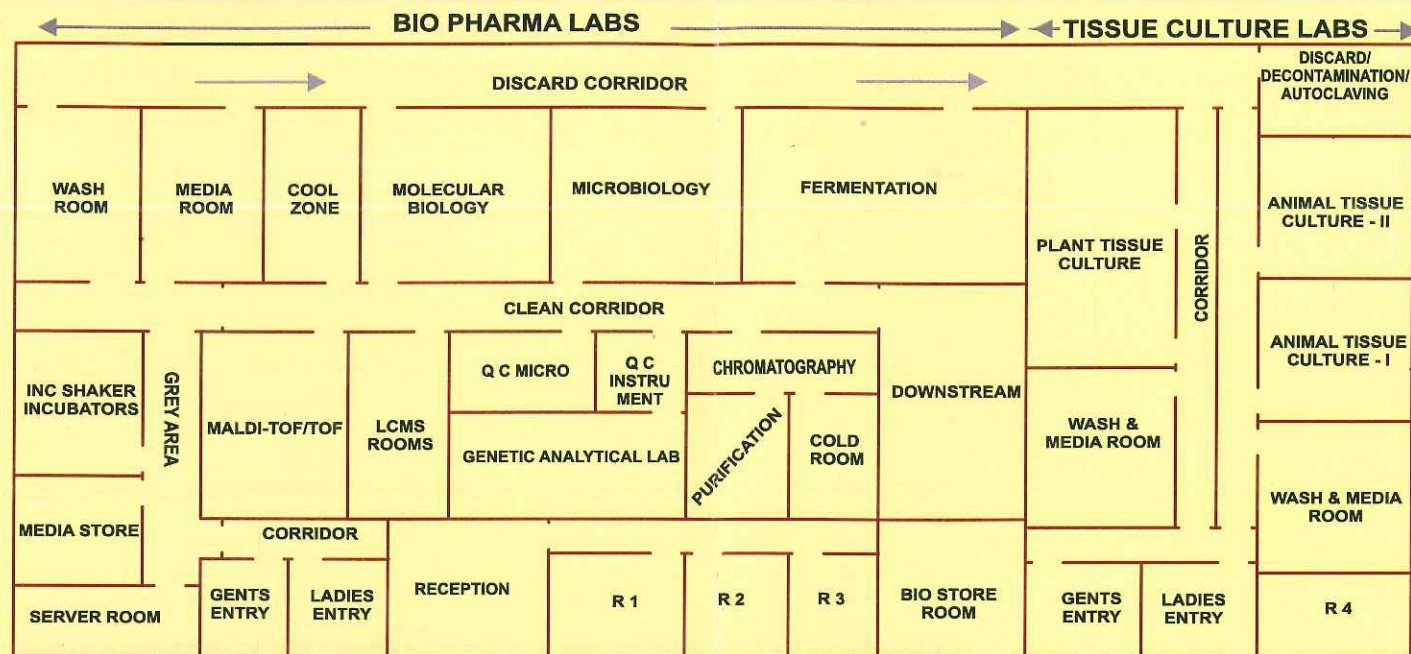 BIO PHARMA LABS
TISSUE CULTURE LABS
DISCARD CORRIDOR
DISCARD/
DECONTAMINATION/
AUTOCLAVING
WASH
ROOM
MEDIA
ROOM
COOL
ZONE
MOLECULAR
BIOLOGY
MICROBIOLOGY
FERMENTATION
PLANT TISSUE
CULTURE
CORRIDOR
ANIMAL TISSUE
CULTURE - II
CLEAN CORRIDOR
INC SHAKER
INCUBATORS
GREY AREA
MALDI-TOF/TOF
LCMS
ROOMS
Q C MICRO
Q C
INSTRU
MENT
CHROMATOGRAPHY
GENETIC ANALYTICAL LAB
PURIFICATION
COLD
ROOM
DOWNSTREAM
WASH &
MEDIA ROOM
ANIMAL TISSUE
CULTURE - I
MEDIA STORE
CORRIDOR
WASH & MEDIA
ROOM
SERVER ROOM
GENTS
ENTRY
LADIES
ENTRY
RECEPTION
R 1
R 2
R 3
BIO STORE
ROOM
GENTS
ENTRY
LADIES
ENTRY
R 4